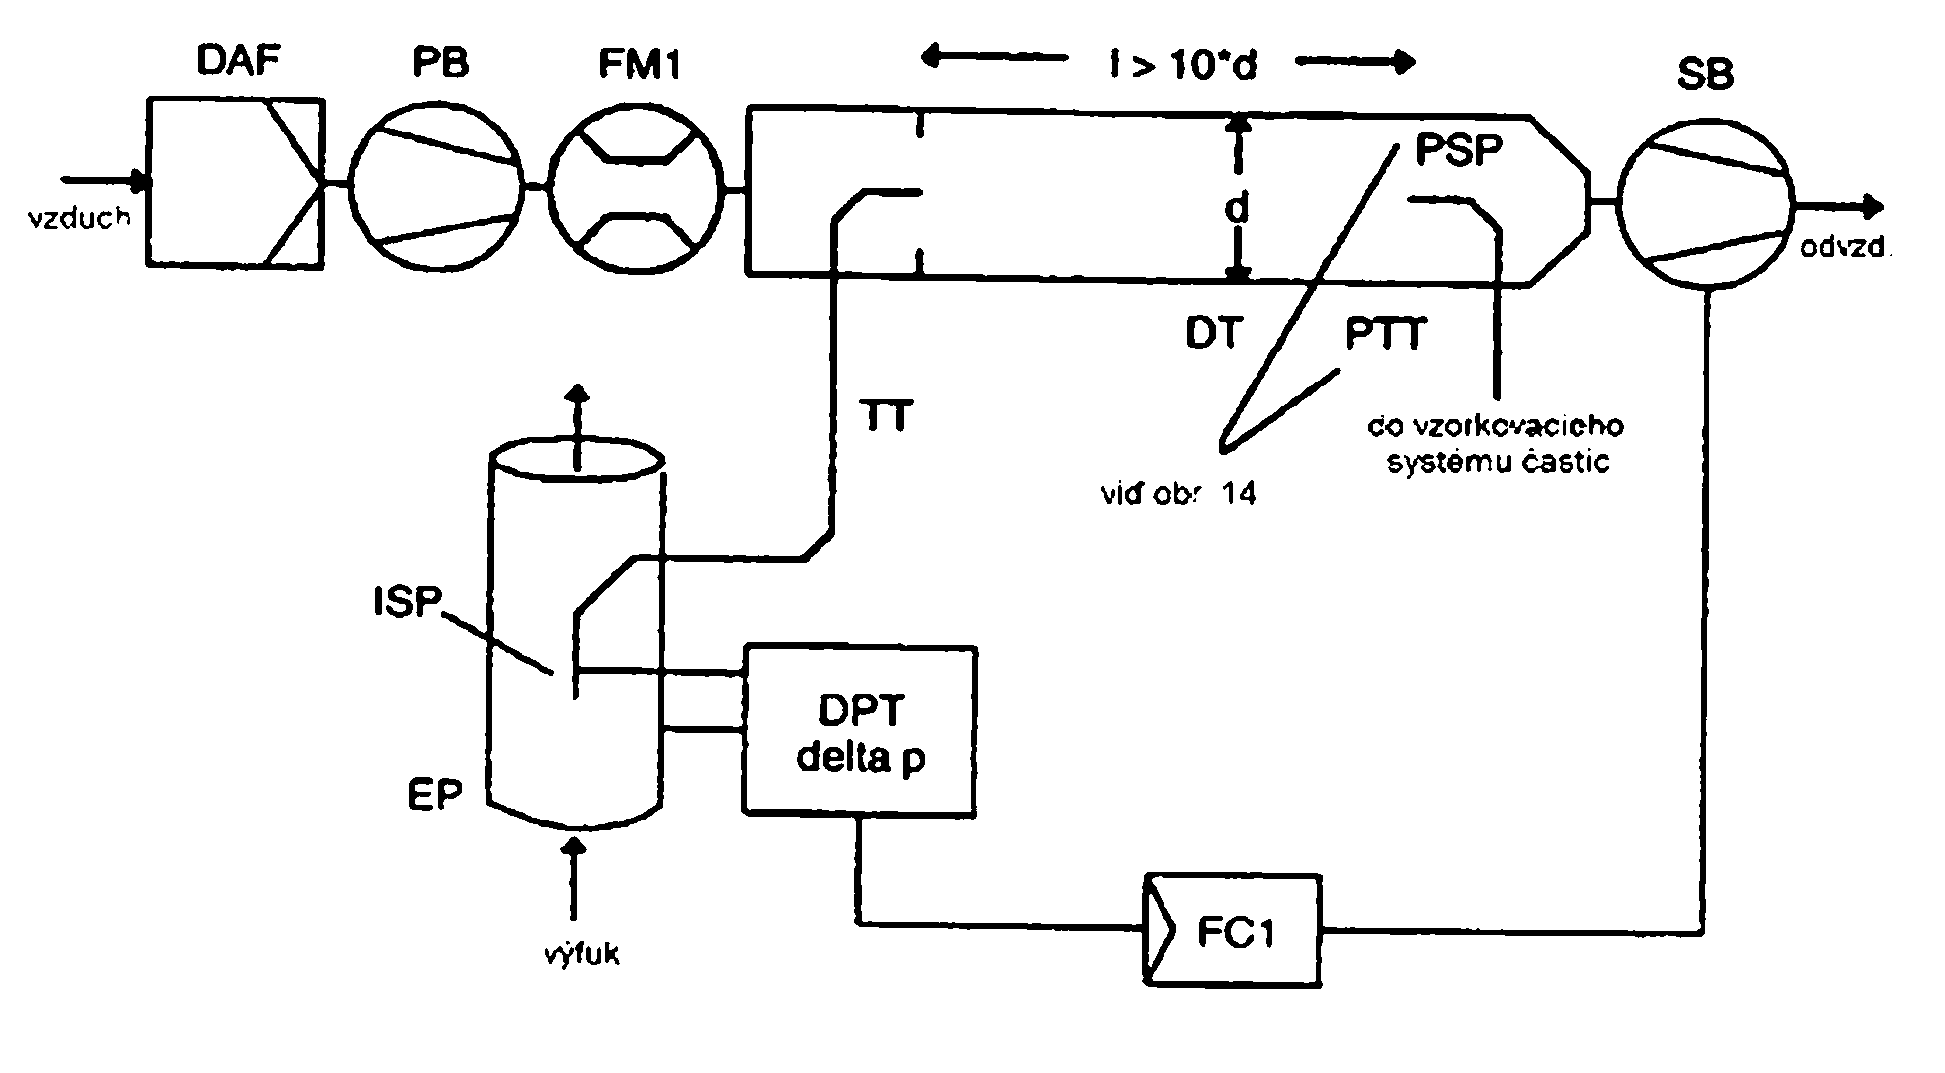 DAF
PB
FM1
l > 10*d
SB
vzduch
PSP
d
odvzd.
DT
PTT
TT
do vzorkovacieho
systému častíc
viď obr. 14
ISP
DPT
delta p
EP
FC1
výfuk